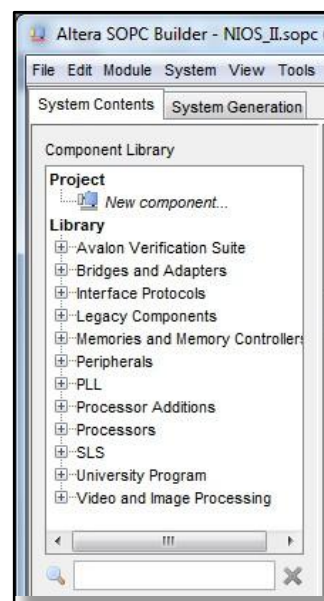 Altera SOPC Builder - NIOS_II.sopc
File Edit Module System View Tools
System Contents System Generation
Component Library
Project
New component...
Library
Avalon Verification Suite
Bridges and Adapters
Interface Protocols
Legacy Components
Memories and Memory Controllers
Peripherals
PLL
Processor Additions
Processors
SLS
University Program
Video and Image Processing